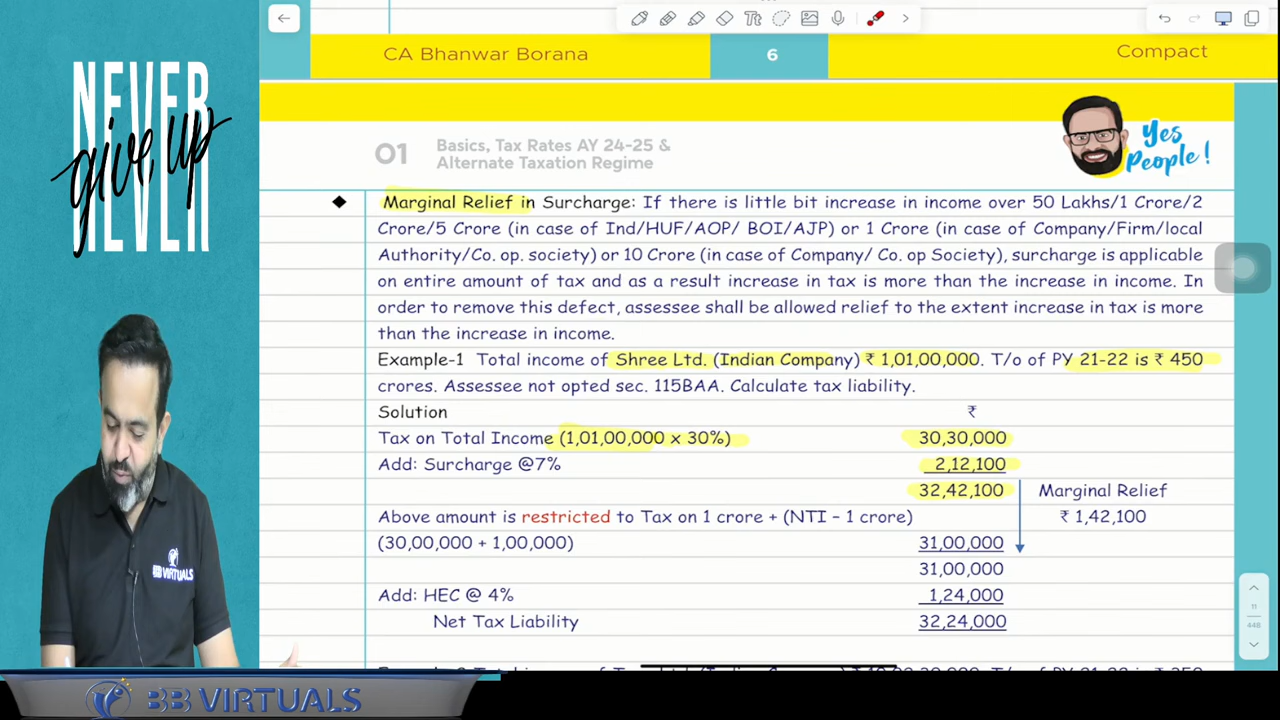 NEVER
give up
NEVER
CA Bhanwar Borana 6 Compact
01 Basics, Tax Rates AY 24-25 &
Alternate Taxation Regime
Yes
People !
◆ Marginal Relief in Surcharge: If there is little bit increase in income over 50 Lakhs/1 Crore/2
Crore/5 Crore (in case of Ind/HUF/AOP/ BOI/AJP) or 1 Crore (in case of Company/Firm/local
Authority/Co. op. society) or 10 Crore (in case of Company/ Co. op Society), surcharge is applicable
on entire amount of tax and as a result increase in tax is more than the increase in income. In
order to remove this defect, assessee shall be allowed relief to the extent increase in tax is more
than the increase in income.
Example-1 Total income of Shree Ltd. (Indian Company) ₹ 1,01,00,000. T/o of PY 21-22 is ₹ 450
crores. Assessee not opted sec. 115BAA. Calculate tax liability.
Solution ₹
Tax on Total Income (1,01,00,000 x 30%) 30,30,000
Add: Surcharge @7% 2,12,100
32,42,100 Marginal Relief
Above amount is restricted to Tax on 1 crore + (NTI – 1 crore) ₹ 1,42,100
(30,00,000 + 1,00,000) 31,00,000
31,00,000
Add: HEC @ 4% 1,24,000
Net Tax Liability 32,24,000
11
448
BB VIRTUALS
BB VIRTUALS